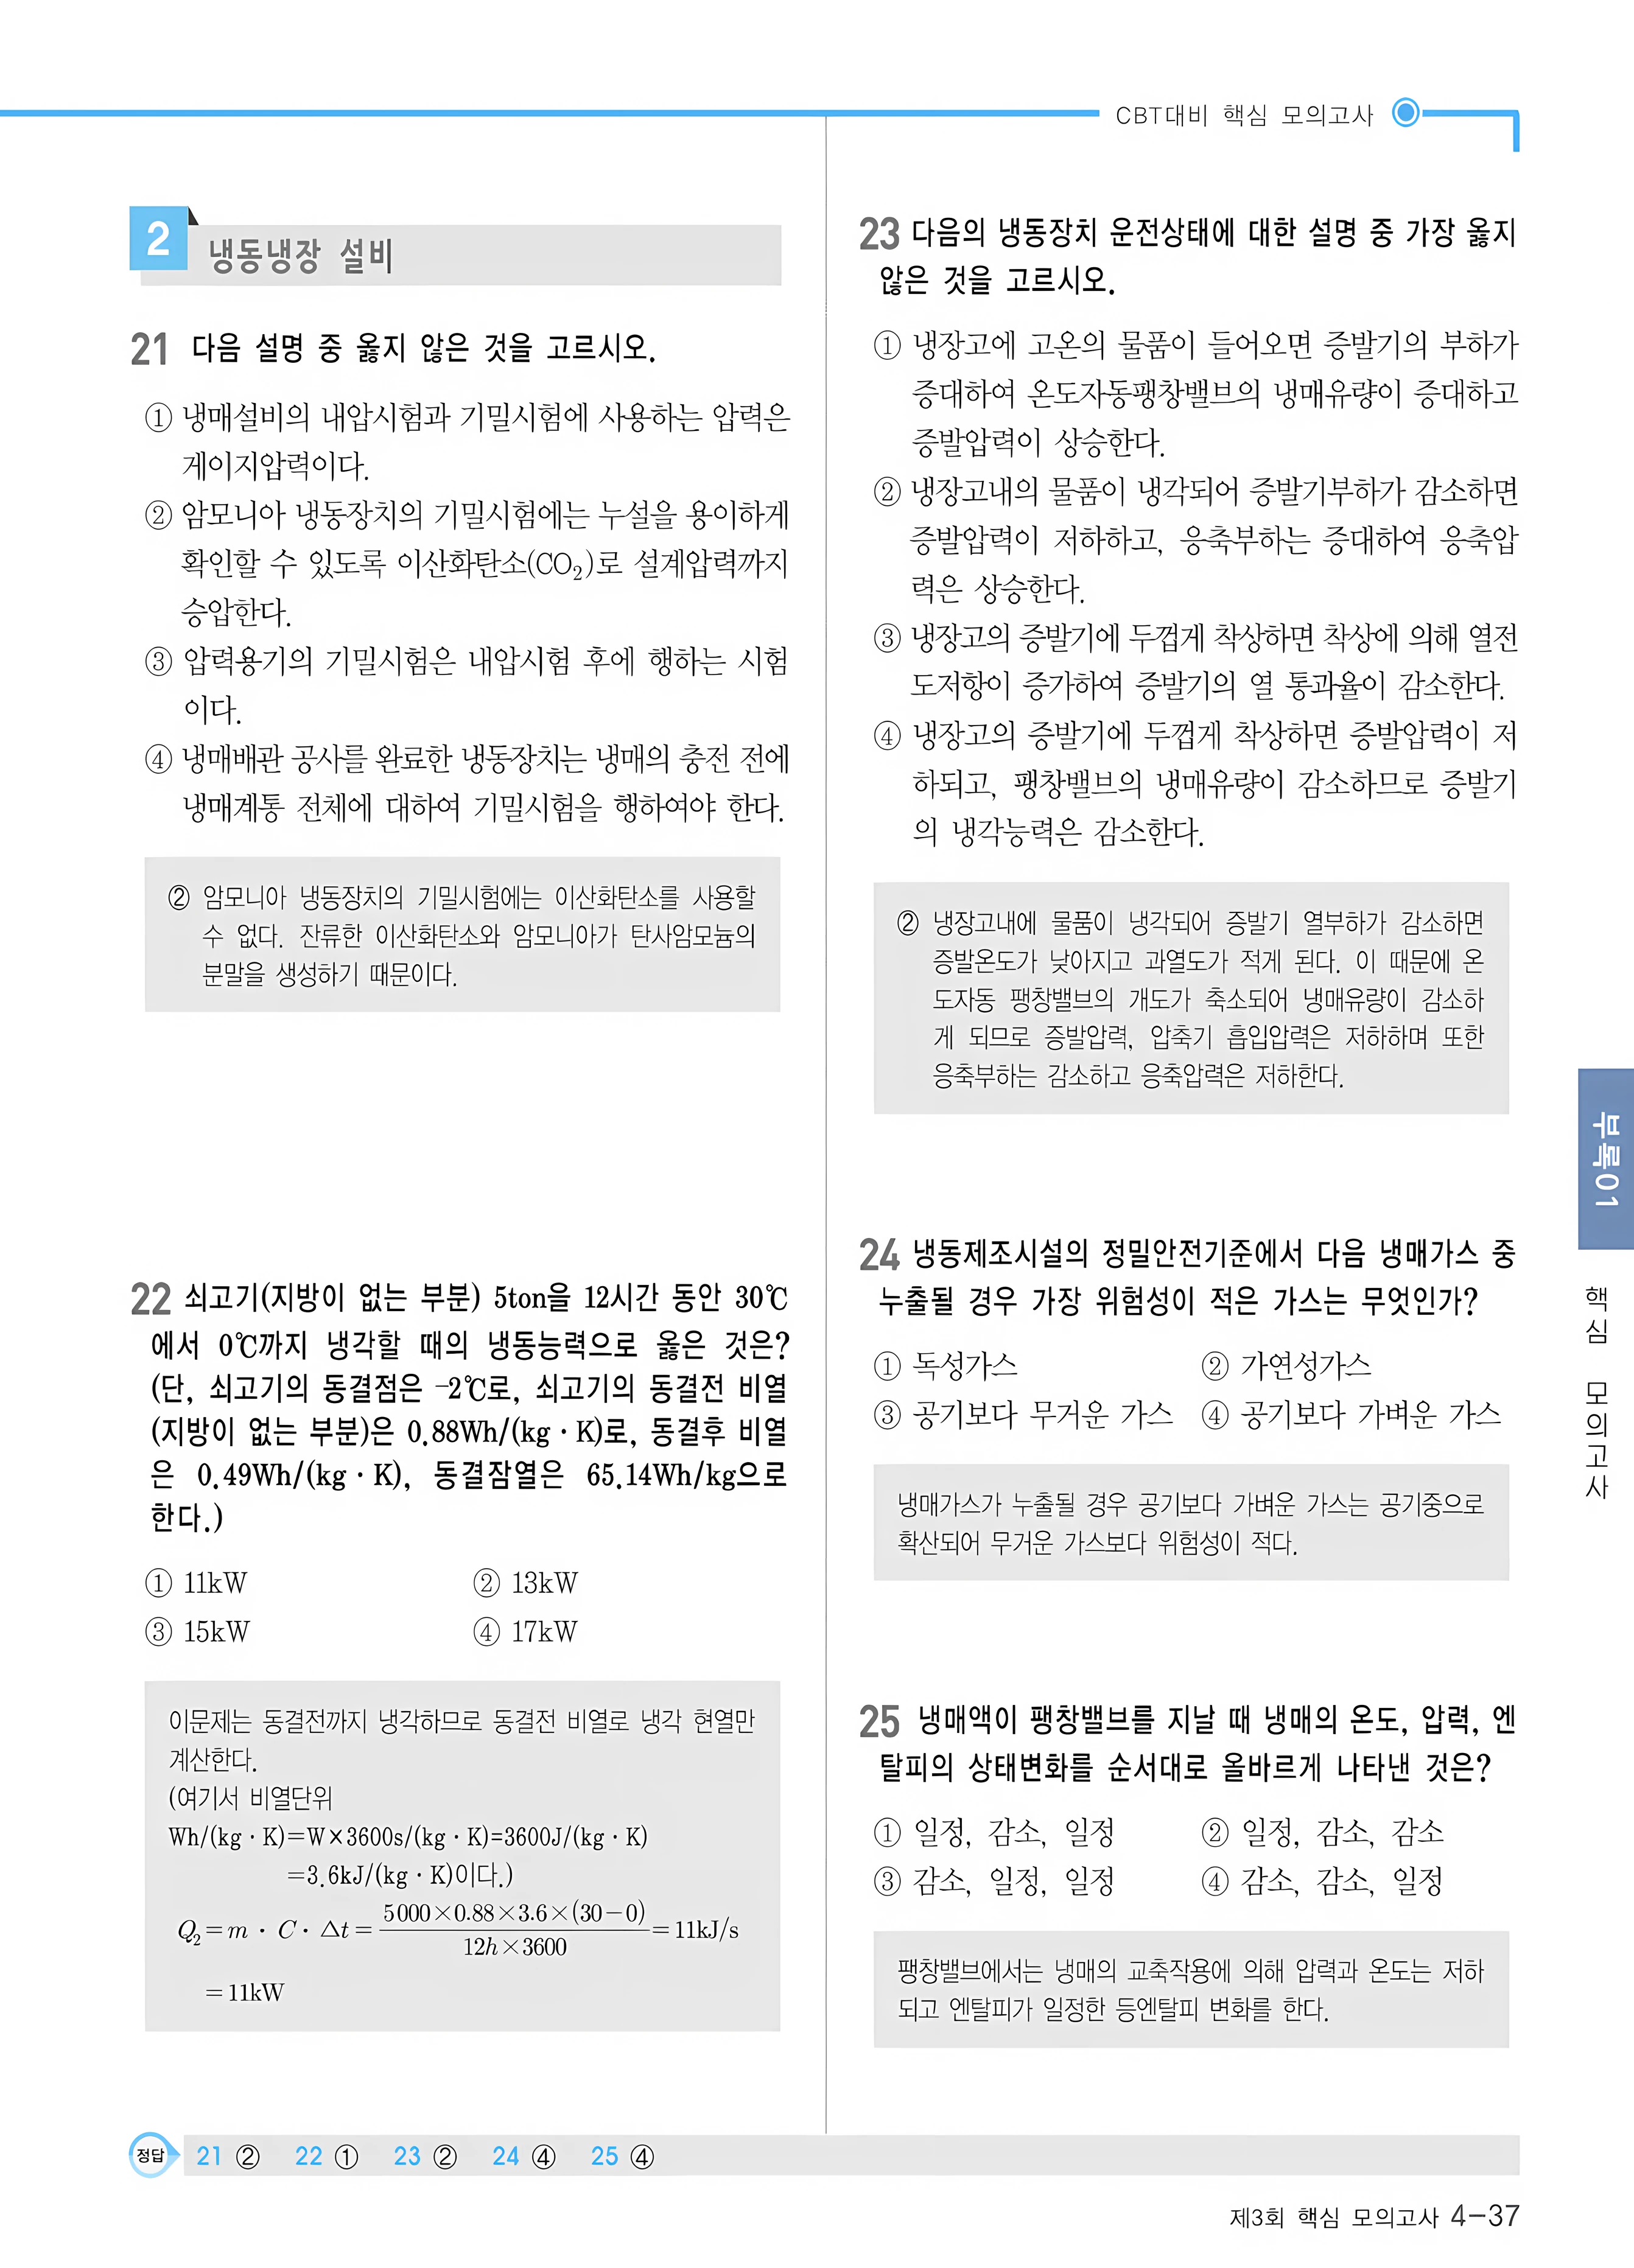 CBT대비 핵심 모의고사
2 냉동냉장 설비
21 다음 설명 중 옳지 않은 것을 고르시오.
① 냉매설비의 내압시험과 기밀시험에 사용하는 압력은
게이지압력이다.
② 암모니아 냉동장치의 기밀시험에는 누설을 용이하게
확인할 수 있도록 이산화탄소(CO₂)로 설계압력까지
승압한다.
③ 압력용기의 기밀시험은 내압시험 후에 행하는 시험
이다.
④ 냉매배관 공사를 완료한 냉동장치는 냉매의 충전 전에
냉매계통 전체에 대하여 기밀시험을 행하여야 한다.
② 암모니아 냉동장치의 기밀시험에는 이산화탄소를 사용할
수 없다. 잔류한 이산화탄소와 암모니아가 탄사암모늄의
분말을 생성하기 때문이다.
22 쇠고기(지방이 없는 부분) 5ton을 12시간 동안 30℃
에서 0℃까지 냉각할 때의 냉동능력으로 옳은 것은?
(단, 쇠고기의 동결점은 -2℃로, 쇠고기의 동결전 비열
(지방이 없는 부분)은 0.88Wh/(kg·K)로, 동결후 비열
은 0.49Wh/(kg·K), 동결잠열은 65.14Wh/kg으로
한다.)
① 11kW ② 13kW
③ 15kW ④ 17kW
이문제는 동결전까지 냉각하므로 동결전 비열로 냉각 현열만
계산한다.
(여기서 비열단위
Wh/(kg·K)=W×3600s/(kg·K)=3600J/(kg·K)
=3.6kJ/(kg·K)이다.)
Q₂ = m · C · Δt = 5000×0.88×3.6×(30-0) / 12h×3600 = 11kJ/s
= 11kW
23 다음의 냉동장치 운전상태에 대한 설명 중 가장 옳지
않은 것을 고르시오.
① 냉장고에 고온의 물품이 들어오면 증발기의 부하가
증대하여 온도자동팽창밸브의 냉매유량이 증대하고
증발압력이 상승한다.
② 냉장고내의 물품이 냉각되어 증발기부하가 감소하면
증발압력이 저하하고, 응축부하는 증대하여 응축압
력은 상승한다.
③ 냉장고의 증발기에 두껍게 착상하면 착상에 의해 열전
도저항이 증가하여 증발기의 열 통과율이 감소한다.
④ 냉장고의 증발기에 두껍게 착상하면 증발압력이 저
하되고, 팽창밸브의 냉매유량이 감소하므로 증발기
의 냉각능력은 감소한다.
② 냉장고내에 물품이 냉각되어 증발기 열부하가 감소하면
증발온도가 낮아지고 과열도가 적게 된다. 이 때문에 온
도자동 팽창밸브의 개도가 축소되어 냉매유량이 감소하
게 되므로 증발압력, 압축기 흡입압력은 저하하며 또한
응축부하는 감소하고 응축압력은 저하한다.
24 냉동제조시설의 정밀안전기준에서 다음 냉매가스 중
누출될 경우 가장 위험성이 적은 가스는 무엇인가?
① 독성가스 ② 가연성가스
③ 공기보다 무거운 가스 ④ 공기보다 가벼운 가스
냉매가스가 누출될 경우 공기보다 가벼운 가스는 공기중으로
확산되어 무거운 가스보다 위험성이 적다.
25 냉매액이 팽창밸브를 지날 때 냉매의 온도, 압력, 엔
탈피의 상태변화를 순서대로 올바르게 나타낸 것은?
① 일정, 감소, 일정 ② 일정, 감소, 감소
③ 감소, 일정, 일정 ④ 감소, 감소, 일정
팽창밸브에서는 냉매의 교축작용에 의해 압력과 온도는 저하
되고 엔탈피가 일정한 등엔탈피 변화를 한다.
부록01
핵심 모의고사
정답 21 ② 22 ① 23 ② 24 ④ 25 ④
제3회 핵심 모의고사 4-37